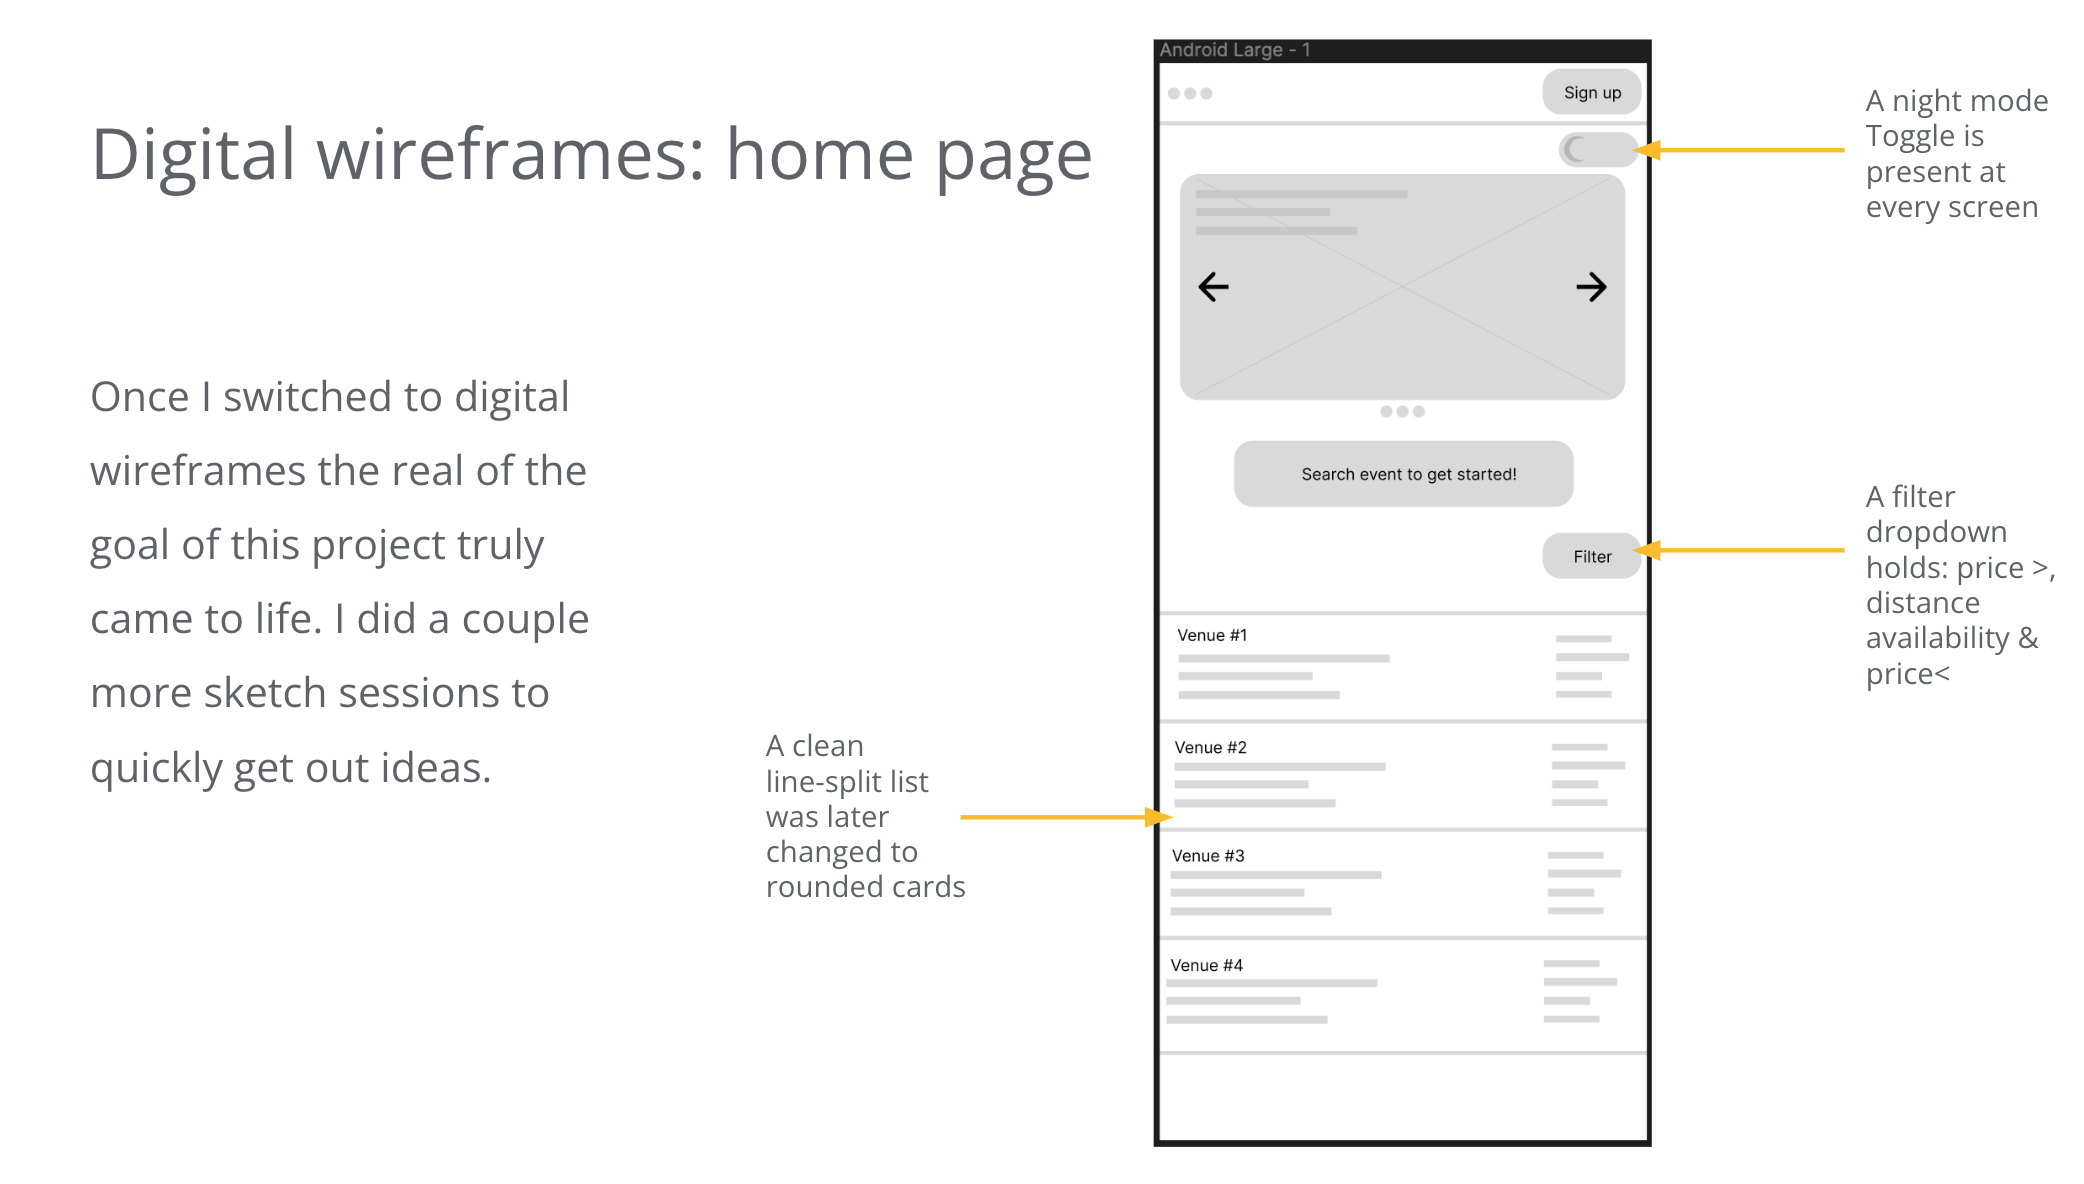 Digital wireframes: home page
Once I switched to digital
wireframes the real of the
goal of this project truly
came to life. I did a couple
more sketch sessions to
quickly get out ideas.
A clean
line-split list
was later
changed to
rounded cards
Android Large - 1
Sign up
Search event to get started!
Filter
Venue #1
Venue #2
Venue #3
Venue #4
A night mode
Toggle is
present at
every screen
A filter
dropdown
holds: price >,
distance
availability &
price<